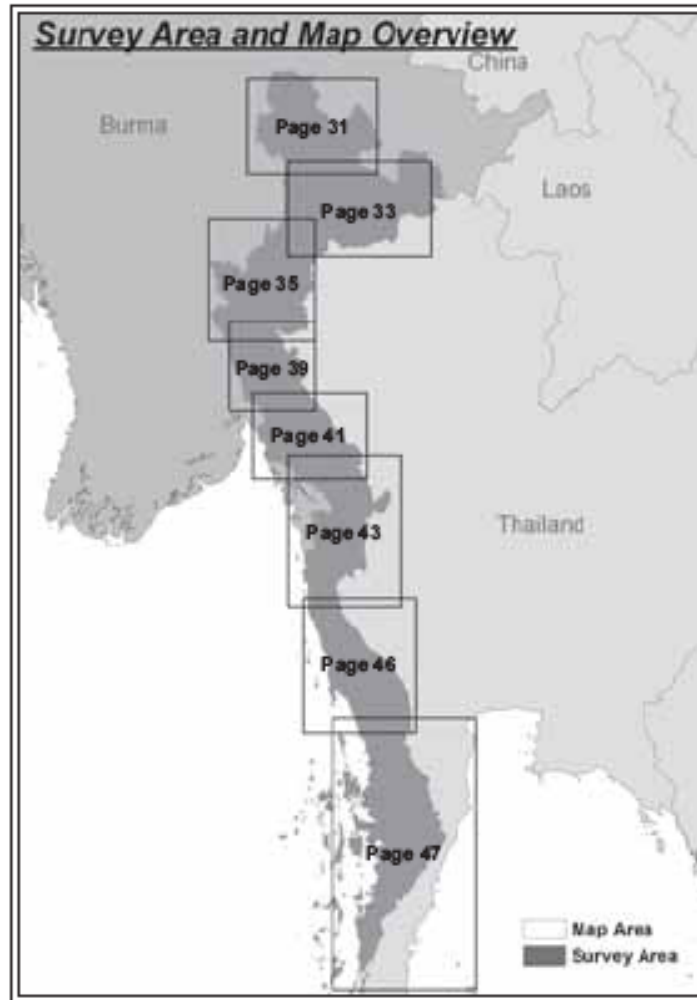 Survey Area and Map Overview
China
Burma
Page 31
Laos
Page 33
Page 35
Page 39
Page 41
Thailand
Page 43
Page 46
Page 47
Map Area
Survey Area